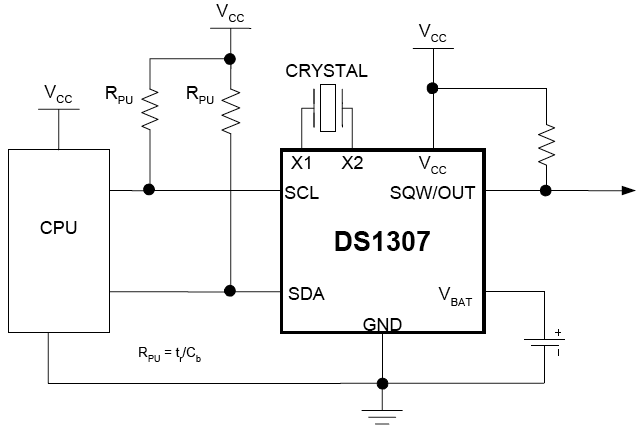 VCC
VCC
CRYSTAL
VCC
RPU
RPU
X1
X2
VCC
SCL
SQW/OUT
CPU
DS1307
SDA
VBAT
GND
+
RPU = tr/Cb
-